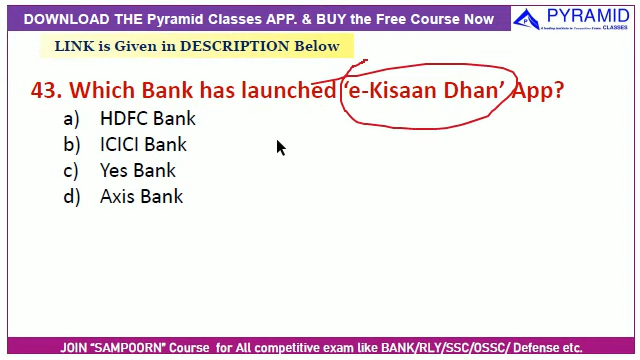 DOWNLOAD THE Pyramid Classes APP. & BUY the Free Course Now
PYRAMID
CLASSES
LINK is Given in DESCRIPTION Below
43. Which Bank has launched ‘e-Kisaan Dhan’ App?
a) HDFC Bank
b) ICICI Bank
c) Yes Bank
d) Axis Bank
JOIN “SAMPOORN” Course for All competitive exam like BANK/RLY/SSC/OSSC/ Defense etc.